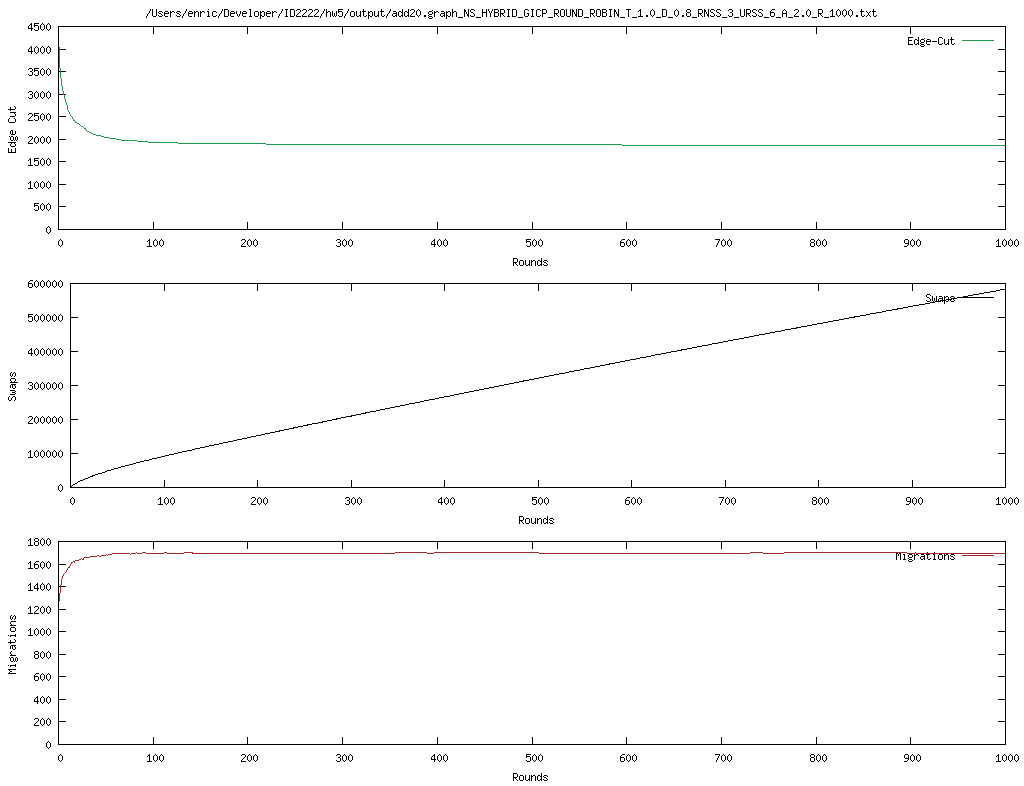 /Users/enric/Developer/ID2222/hw5/output/add20.graph_NS_HYBRID_GICP_ROUND_ROBIN_T_1.0_D_0.8_RNSS_3_URSS_6_A_2.0_R_1000.txt
4500
4000
3500
3000
2500
2000
1500
1000
500
0
Edge Cut
Edge-Cut
0 100 200 300 400 500 600 700 800 900 1000
Rounds
600000
500000
400000
300000
200000
100000
0
Swaps
Swaps
0 100 200 300 400 500 600 700 800 900 1000
Rounds
1800
1600
1400
1200
1000
800
600
400
200
0
Migrations
Migrations
0 100 200 300 400 500 600 700 800 900 1000
Rounds